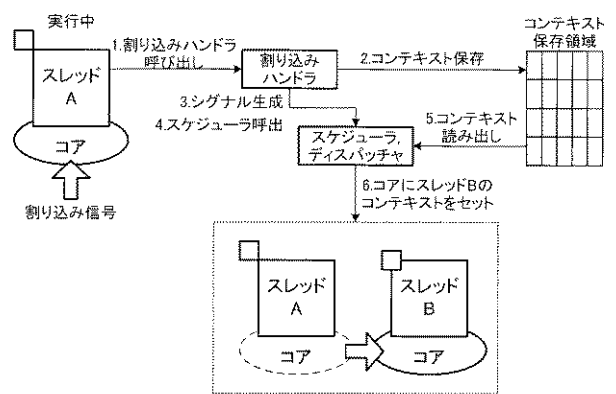 実行中
スレッド
A
コア
割り込み信号
1.割り込みハンドラ
呼び出し
割り込み
ハンドラ
2.コンテキスト保存
コンテキスト
保存領域
3.シグナル生成
4.スケジューラ呼出
スケジューラ,
ディスパッチャ
5.コンテキスト
読み出し
6.コアにスレッドBの
コンテキストをセット
スレッド
A
コア
スレッド
B
コア